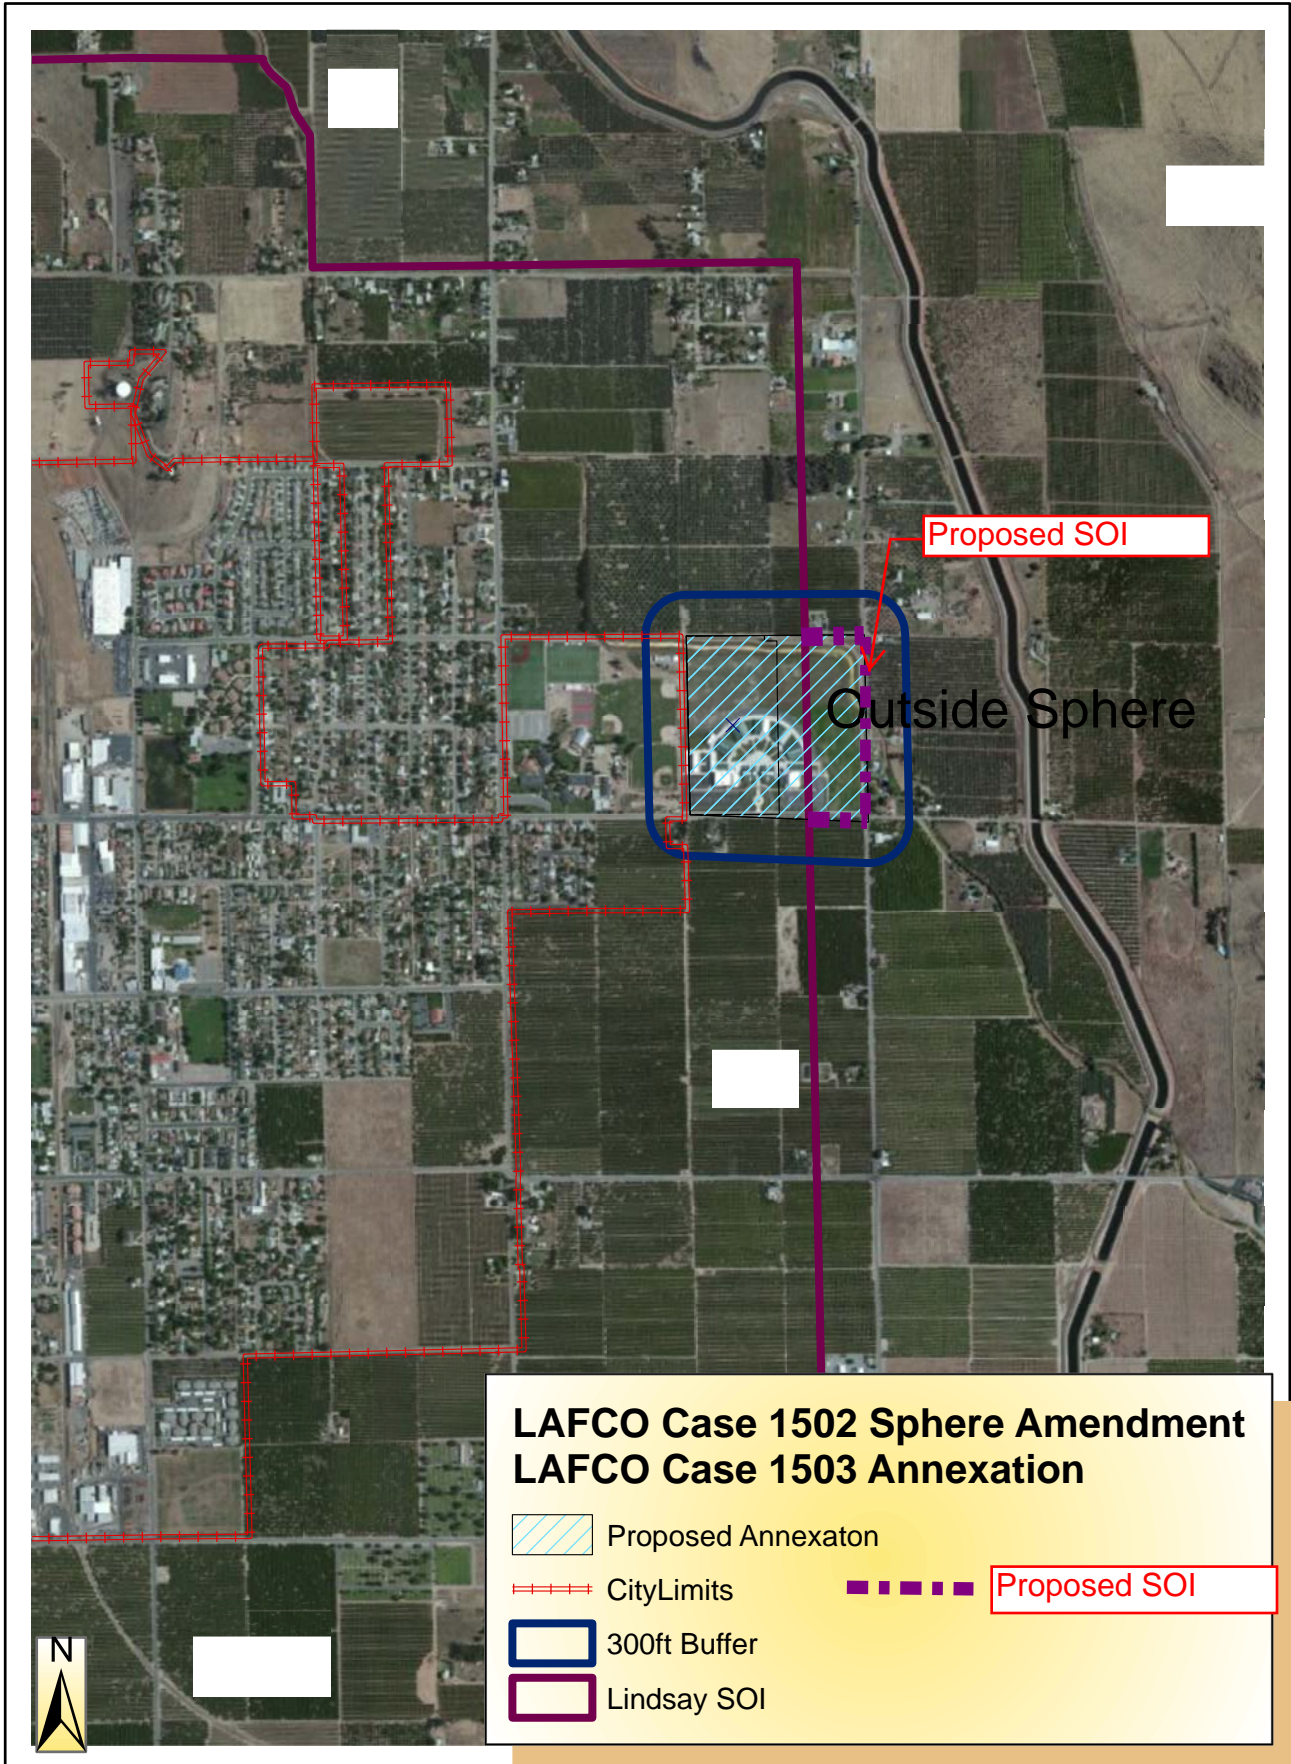 Proposed SOI
Outside Sphere
LAFCO Case 1502 Sphere Amendment
LAFCO Case 1503 Annexation
Proposed Annexaton
CityLimits
Proposed SOI
300ft Buffer
Lindsay SOI
N